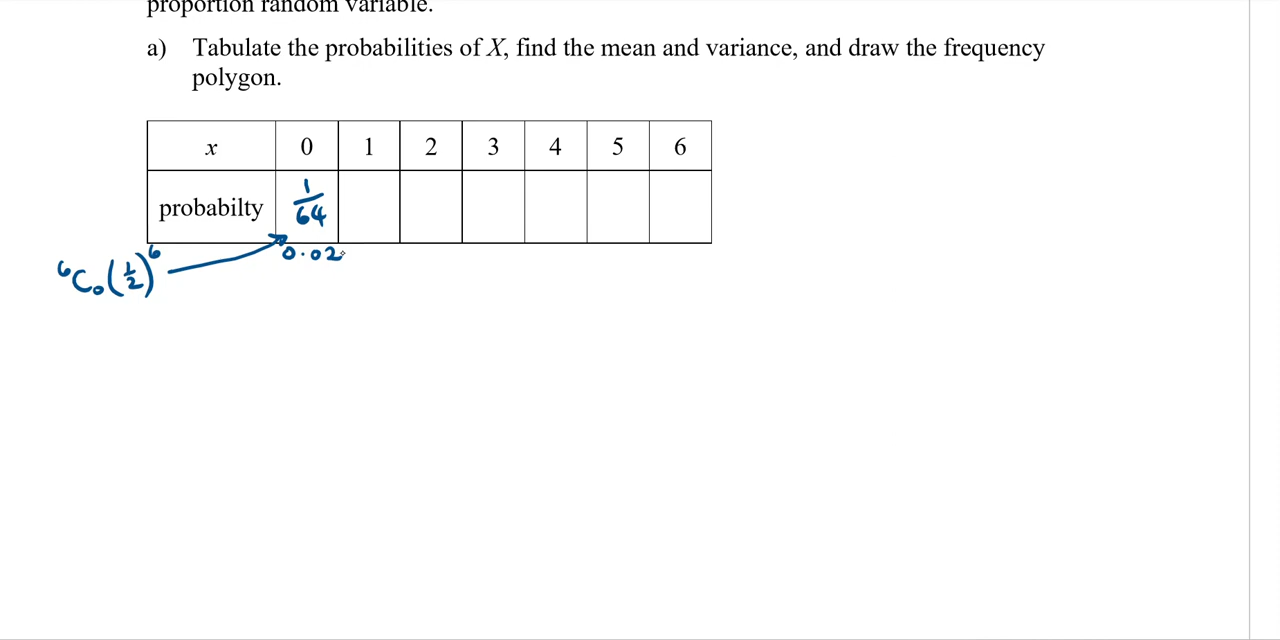 proportion random variable.
a) Tabulate the probabilities of X, find the mean and variance, and draw the frequency
polygon.
x 0 1 2 3 4 5 6
probabilty 1/64
0.02
⁶C₀(1/2)⁶